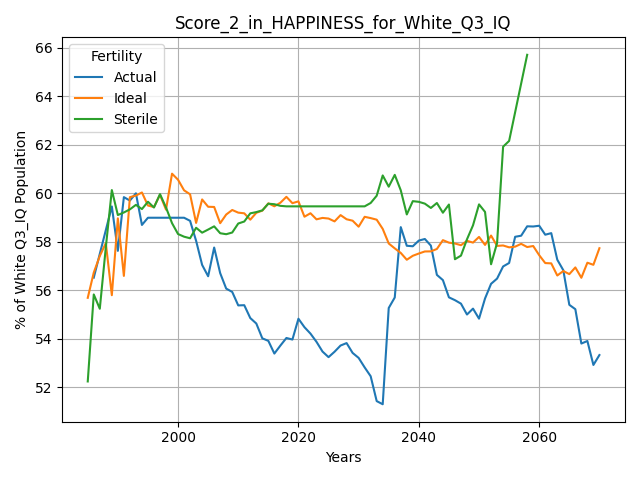 Score_2_in_HAPPINESS_for_White_Q3_IQ
Fertility
Actual
Ideal
Sterile
% of White Q3_IQ Population
66
64
62
60
58
56
54
52
2000
2020
2040
2060
Years